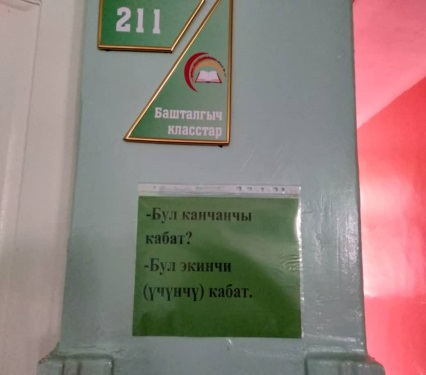 211
Башталгыч
класстар
-Бул канчанчы
кабат?
-Бул экинчи
(үчүнчү) кабат.